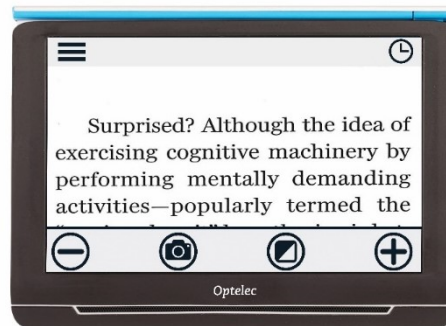 Surprised? Although the idea of
exercising cognitive machinery by
performing mentally demanding
activities—popularly termed the
Optelec